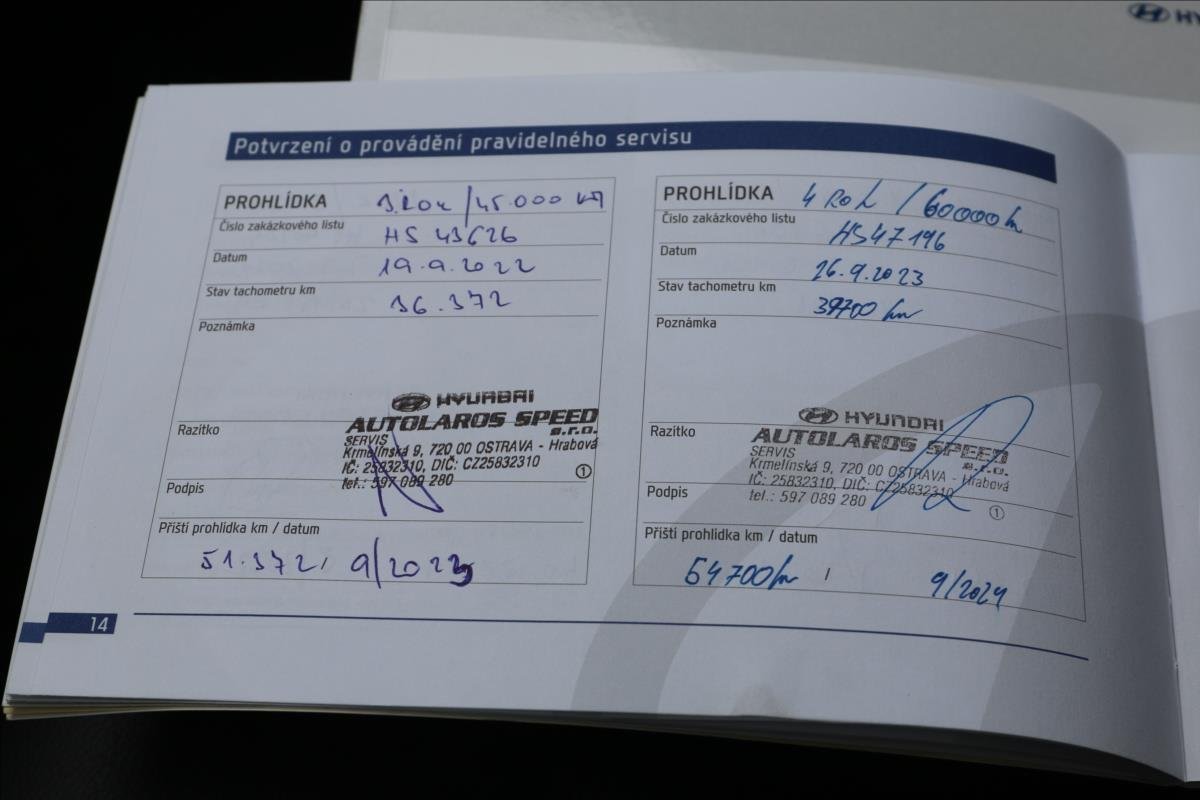 HY
Potvrzení o provádění pravidelného servisu
PROHLÍDKA 3.ROK/45.000 KM
Číslo zakázkového listu HS 43626
Datum 19.9.2022
Stav tachometru km 36.372
Poznámka
HYUNDAI
AUTOLAROS SPEED
s.r.o.
Razítko
SERVIS
Krmelínská 9, 720 00 OSTRAVA - Hrabová
IČ: 25832310, DIČ: CZ25832310
tel.: 597 089 280
1
Podpis
Příští prohlídka km / datum
51.372, 9/2023
PROHLÍDKA 4 ROK /60000km
Číslo zakázkového listu HS47196
Datum 26.9.2023
Stav tachometru km 39700 km
Poznámka
HYUNDAI
AUTOLAROS SPEED
s.r.o.
Razítko
SERVIS
Krmelínská 9, 720 00 OSTRAVA - Hrabová
IČ: 25832310, DIČ: CZ25832310
tel.: 597 089 280
1
Podpis
Příští prohlídka km / datum
54700km / 9/2024
14